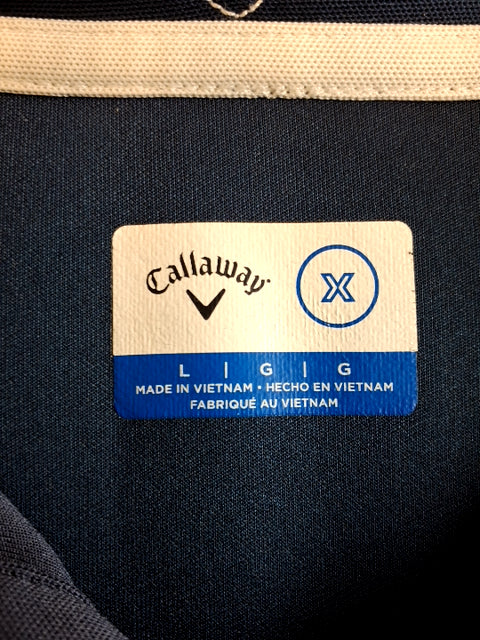 Callaway
X
L | G | G
MADE IN VIETNAM • HECHO EN VIETNAM
FABRIQUÉ AU VIETNAM